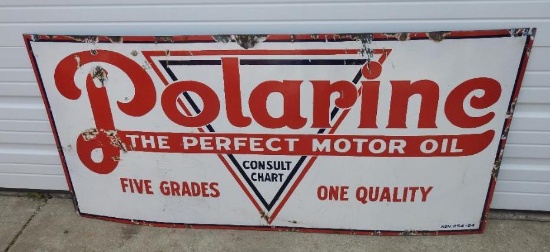 Polarine
THE PERFECT MOTOR OIL
CONSULT
CHART
FIVE GRADES ONE QUALITY